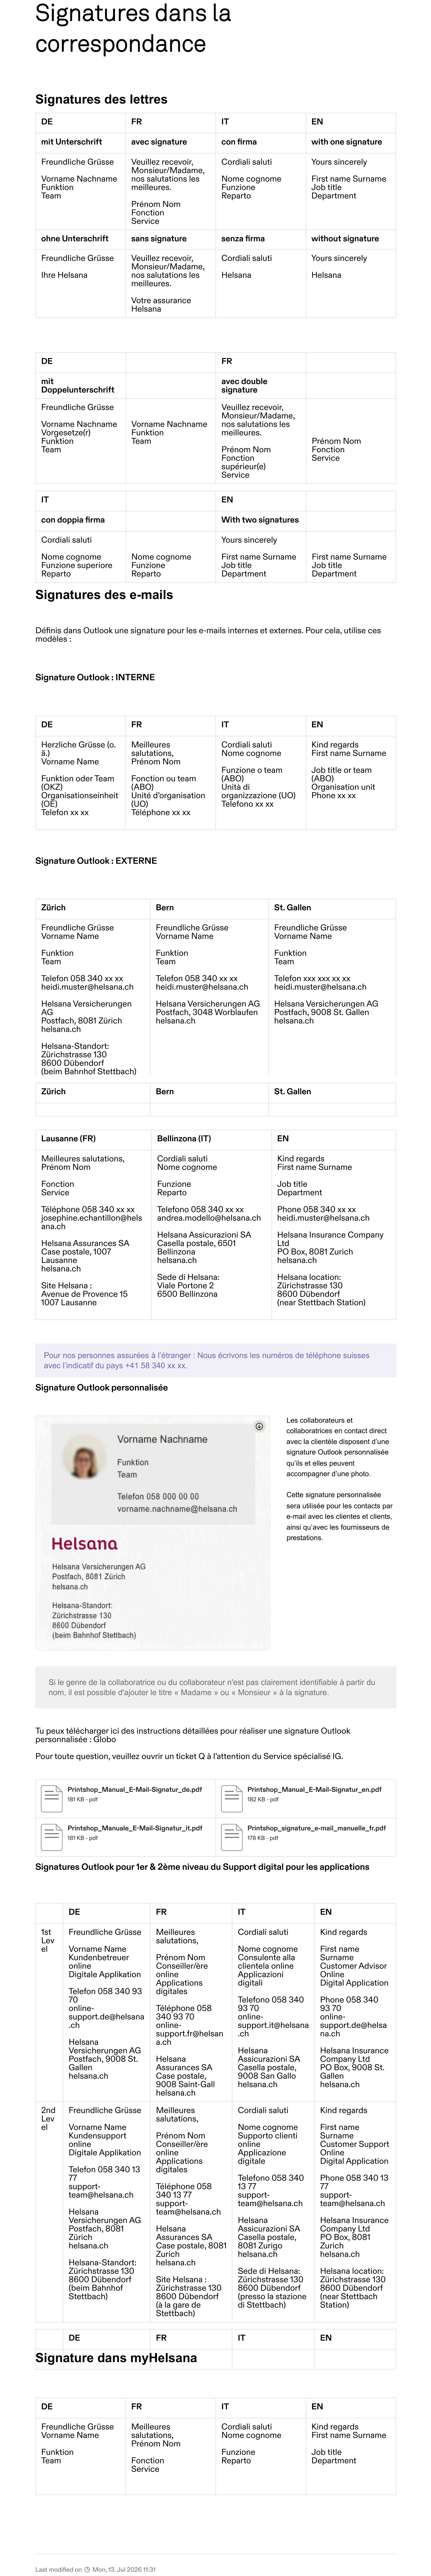 Signatures dans la
correspondance
Signatures des lettres
DE FR IT EN
mit Unterschrift avec signature con firma with one signature
Freundliche Grüsse
Vorname Nachname
Funktion
Team
Veuillez recevoir,
Monsieur/Madame,
nos salutations les
meilleures.
Prénom Nom
Fonction
Service
Cordiali saluti
Nome cognome
Funzione
Reparto
Yours sincerely
First name Surname
Job title
Department
ohne Unterschrift sans signature senza firma without signature
Freundliche Grüsse
Ihre Helsana
Veuillez recevoir,
Monsieur/Madame,
nos salutations les
meilleures.
Votre assurance
Helsana
Cordiali saluti
Helsana
Yours sincerely
Helsana
DE FR
mit
Doppelunterschrift
avec double
signature
Freundliche Grüsse
Vorname Nachname
Vorgesetze(r)
Funktion
Team
Vorname Nachname
Funktion
Team
Veuillez recevoir,
Monsieur/Madame,
nos salutations les
meilleures.
Prénom Nom
Fonction
supérieur(e)
Service
Prénom Nom
Fonction
Service
IT EN
con doppia firma With two signatures
Cordiali saluti
Nome cognome
Funzione superiore
Reparto
Nome cognome
Funzione
Reparto
Yours sincerely
First name Surname
Job title
Department
First name Surname
Job title
Department
Signatures des e-mails
Définis dans Outlook une signature pour les e-mails internes et externes. Pour cela, utilise ces
modèles :
Signature Outlook : INTERNE
DE FR IT EN
Herzliche Grüsse (o.
ä.)
Vorname Name
Funktion oder Team
(OKZ)
Organisationseinheit
(OE)
Telefon xx xx
Meilleures
salutations,
Prénom Nom
Fonction ou team
(ABO)
Unité d'organisation
(UO)
Téléphone xx xx
Cordiali saluti
Nome cognome
Funzione o team
(ABO)
Unità di
organizzazione (UO)
Telefono xx xx
Kind regards
First name Surname
Job title or team
(ABO)
Organisation unit
Phone xx xx
Signature Outlook : EXTERNE
Zürich Bern St. Gallen
Freundliche Grüsse
Vorname Name
Funktion
Team
Telefon 058 340 xx xx
heidi.muster@helsana.ch
Helsana Versicherungen
AG
Postfach, 8081 Zürich
helsana.ch
Helsana-Standort:
Zürichstrasse 130
8600 Dübendorf
(beim Bahnhof Stettbach)
Freundliche Grüsse
Vorname Name
Funktion
Team
Telefon 058 340 xx xx
heidi.muster@helsana.ch
Helsana Versicherungen AG
Postfach, 3048 Worblaufen
helsana.ch
Freundliche Grüsse
Vorname Name
Funktion
Team
Telefon xxx xxx xx xx
heidi.muster@helsana.ch
Helsana Versicherungen AG
Postfach, 9008 St. Gallen
helsana.ch
Zürich Bern St. Gallen
Lausanne (FR) Bellinzona (IT) EN
Meilleures salutations,
Prénom Nom
Fonction
Service
Téléphone 058 340 xx xx
josephine.echantillon@hels
ana.ch
Helsana Assurances SA
Case postale, 1007
Lausanne
helsana.ch
Site Helsana :
Avenue de Provence 15
1007 Lausanne
Cordiali saluti
Nome cognome
Funzione
Reparto
Telefono 058 340 xx xx
andrea.modello@helsana.ch
Helsana Assicurazioni SA
Casella postale, 6501
Bellinzona
helsana.ch
Sede di Helsana:
Viale Portone 2
6500 Bellinzona
Kind regards
First name Surname
Job title
Department
Phone 058 340 xx xx
heidi.muster@helsana.ch
Helsana Insurance Company
Ltd
PO Box, 8081 Zurich
helsana.ch
Helsana location:
Zürichstrasse 130
8600 Dübendorf
(near Stettbach Station)
Pour nos personnes assurées à l'étranger : Nous écrivons les numéros de téléphone suisses
avec l'indicatif du pays +41 58 340 xx xx.
Signature Outlook personnalisée
Vorname Nachname
Funktion
Team
Telefon 058 000 00 00
vorname.nachname@helsana.ch
Helsana
Helsana Versicherungen AG
Postfach, 8081 Zürich
helsana.ch
Helsana-Standort:
Zürichstrasse 130
8600 Dübendorf
(beim Bahnhof Stettbach)
Les collaborateurs et
collaboratrices en contact direct
avec la clientèle disposent d'une
signature Outlook personnalisée
qu'ils et elles peuvent
accompagner d'une photo.
Cette signature personnalisée
sera utilisée pour les contacts par
e-mail avec les clientes et clients,
ainsi qu'avec les fournisseurs de
prestations.
Si le genre de la collaboratrice ou du collaborateur n'est pas clairement identifiable à partir du
nom, il est possible d'ajouter le titre « Madame » ou « Monsieur » à la signature.
Tu peux télécharger ici des instructions détaillées pour réaliser une signature Outlook
personnalisée : Globo
Pour toute question, veuillez ouvrir un ticket Q à l'attention du Service spécialisé IG.
Printshop_Manual_E-Mail-Signatur_de.pdf
181 KB - pdf
Printshop_Manual_E-Mail-Signatur_en.pdf
182 KB - pdf
Printshop_Manuale_E-Mail-Signatur_it.pdf
181 KB - pdf
Printshop_signature_e-mail_manuelle_fr.pdf
178 KB - pdf
Signatures Outlook pour 1er & 2ème niveau du Support digital pour les applications
DE FR IT EN
1st
Lev
el
Freundliche Grüsse
Vorname Name
Kundenbetreuer
online
Digitale Applikation
Telefon 058 340 93
70
online-
support.de@helsana
.ch
Helsana
Versicherungen AG
Postfach, 9008 St.
Gallen
helsana.ch
Meilleures
salutations,
Prénom Nom
Conseiller/ère
online
Applications
digitales
Téléphone 058
340 93 70
online-
support.fr@helsan
a.ch
Helsana
Assurances SA
Case postale,
9008 Saint-Gall
helsana.ch
Cordiali saluti
Nome cognome
Consulente alla
clientela online
Applicazioni
digitali
Telefono 058 340
93 70
online-
support.it@helsana
.ch
Helsana
Assicurazioni SA
Casella postale,
9008 San Gallo
helsana.ch
Kind regards
First name
Surname
Customer Advisor
Online
Digital Application
Phone 058 340
93 70
online-
support.de@helsa
na.ch
Helsana Insurance
Company Ltd
PO Box, 9008 St.
Gallen
helsana.ch
2nd
Lev
el
Freundliche Grüsse
Vorname Name
Kundensupport
online
Digitale Applikation
Telefon 058 340 13
77
support-
team@helsana.ch
Helsana
Versicherungen AG
Postfach, 8081
Zürich
helsana.ch
Helsana-Standort:
Zürichstrasse 130
8600 Dübendorf
(beim Bahnhof
Stettbach)
Meilleures
salutations,
Prénom Nom
Conseiller/ère
online
Applications
digitales
Téléphone 058
340 13 77
support-
team@helsana.ch
Helsana
Assurances SA
Case postale, 8081
Zurich
helsana.ch
Site Helsana :
Zürichstrasse 130
8600 Dübendorf
(à la gare de
Stettbach)
Cordiali saluti
Nome cognome
Supporto clienti
online
Applicazione
digitale
Telefono 058 340
13 77
support-
team@helsana.ch
Helsana
Assicurazioni SA
Casella postale,
8081 Zurigo
helsana.ch
Sede di Helsana:
Zürichstrasse 130
8600 Dübendorf
(presso la stazione
di Stettbach)
Kind regards
First name
Surname
Customer Support
Online
Digital Application
Phone 058 340 13
77
support-
team@helsana.ch
Helsana Insurance
Company Ltd
PO Box, 8081
Zurich
helsana.ch
Helsana location:
Zürichstrasse 130
8600 Dübendorf
(near Stettbach
Station)
DE FR IT EN
Signature dans myHelsana
DE FR IT EN
Freundliche Grüsse
Vorname Name
Funktion
Team
Meilleures
salutations,
Prénom Nom
Fonction
Service
Cordiali saluti
Nome cognome
Funzione
Reparto
Kind regards
First name Surname
Job title
Department
Last modified on Mon, 13. Jul 2026 11:31